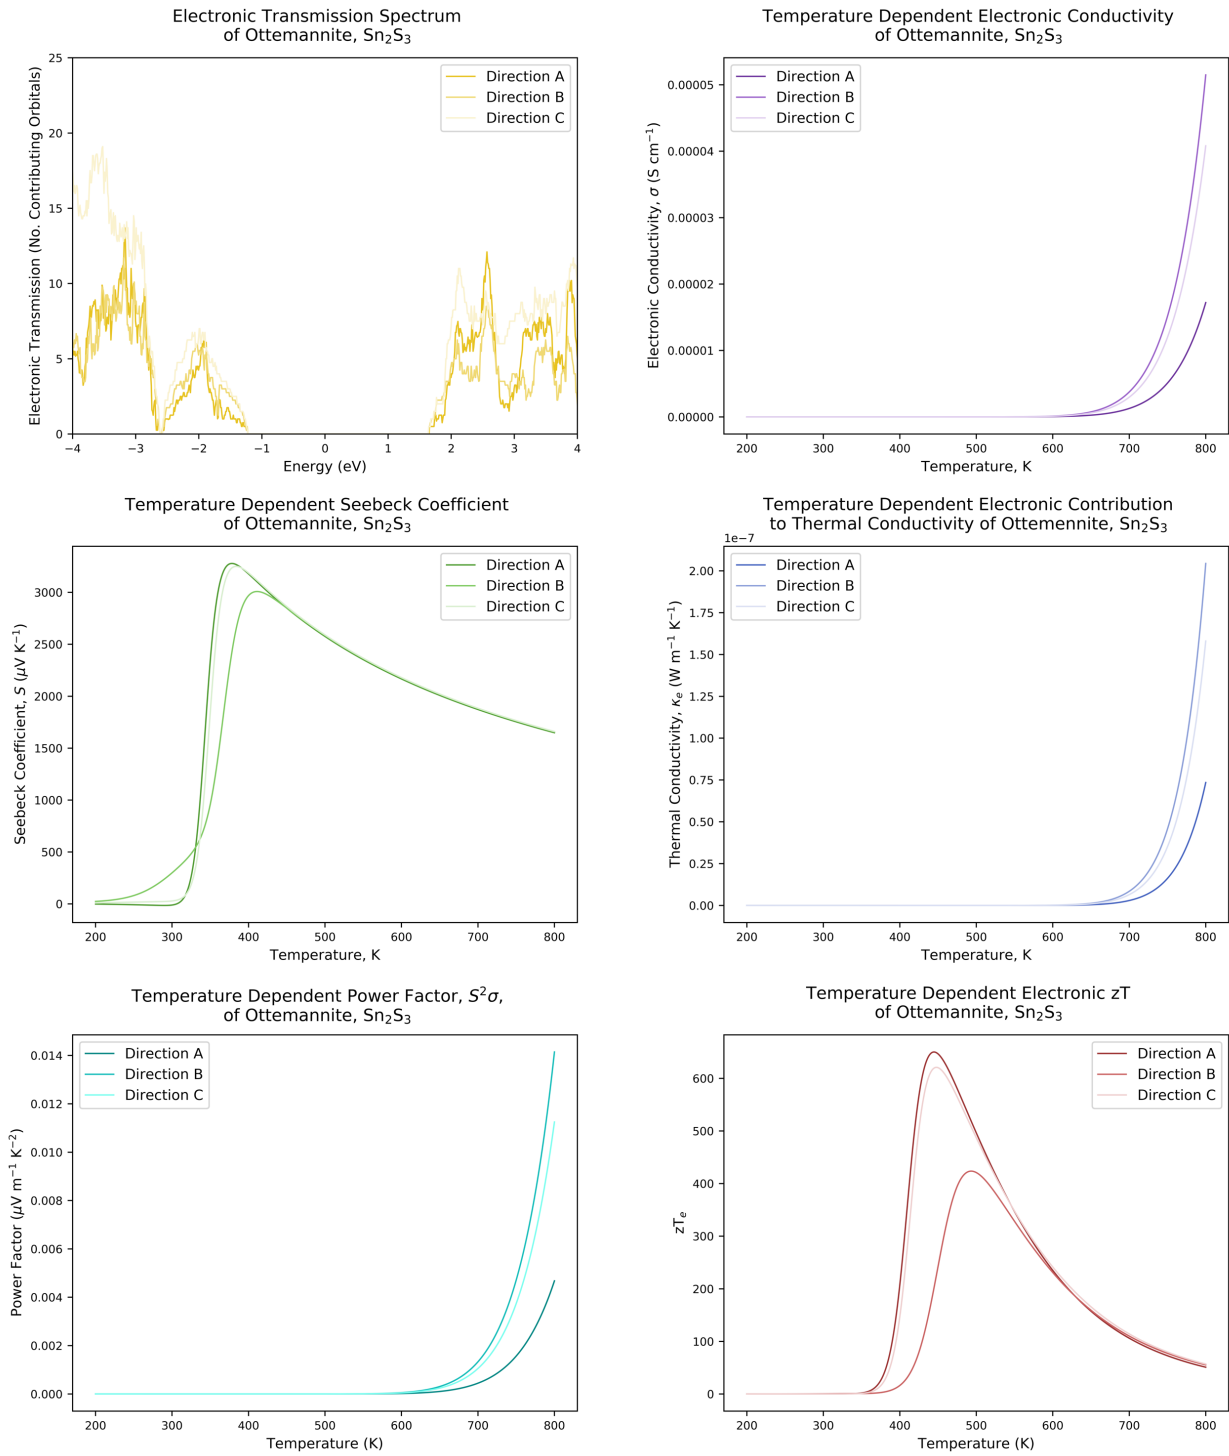 Electronic Transmission Spectrum
of Ottemannite, Sn₂S₃
Electronic Transmission (No. Contributing Orbitals)
25
20
15
10
5
0
Direction A
Direction B
Direction C
−4 −3 −2 −1 0 1 2 3 4
Energy (eV)
Temperature Dependent Electronic Conductivity
of Ottemannite, Sn₂S₃
Electronic Conductivity, σ (S cm⁻¹)
0.00005
0.00004
0.00003
0.00002
0.00001
0.00000
Direction A
Direction B
Direction C
200 300 400 500 600 700 800
Temperature, K
Temperature Dependent Seebeck Coefficient
of Ottemannite, Sn₂S₃
Seebeck Coefficient, S (μV K⁻¹)
3000
2500
2000
1500
1000
500
0
Direction A
Direction B
Direction C
200 300 400 500 600 700 800
Temperature, K
Temperature Dependent Electronic Contribution
to Thermal Conductivity of Ottemennite, Sn₂S₃
1e−7
Thermal Conductivity, κₑ (W m⁻¹ K⁻¹)
2.00
1.75
1.50
1.25
1.00
0.75
0.50
0.25
0.00
Direction A
Direction B
Direction C
200 300 400 500 600 700 800
Temperature, K
Temperature Dependent Power Factor, S²σ,
of Ottemannite, Sn₂S₃
Power Factor (μV m⁻¹ K⁻²)
0.014
0.012
0.010
0.008
0.006
0.004
0.002
0.000
Direction A
Direction B
Direction C
200 300 400 500 600 700 800
Temperature (K)
Temperature Dependent Electronic zT
of Ottemannite, Sn₂S₃
zTₑ
600
500
400
300
200
100
0
Direction A
Direction B
Direction C
200 300 400 500 600 700 800
Temperature (K)